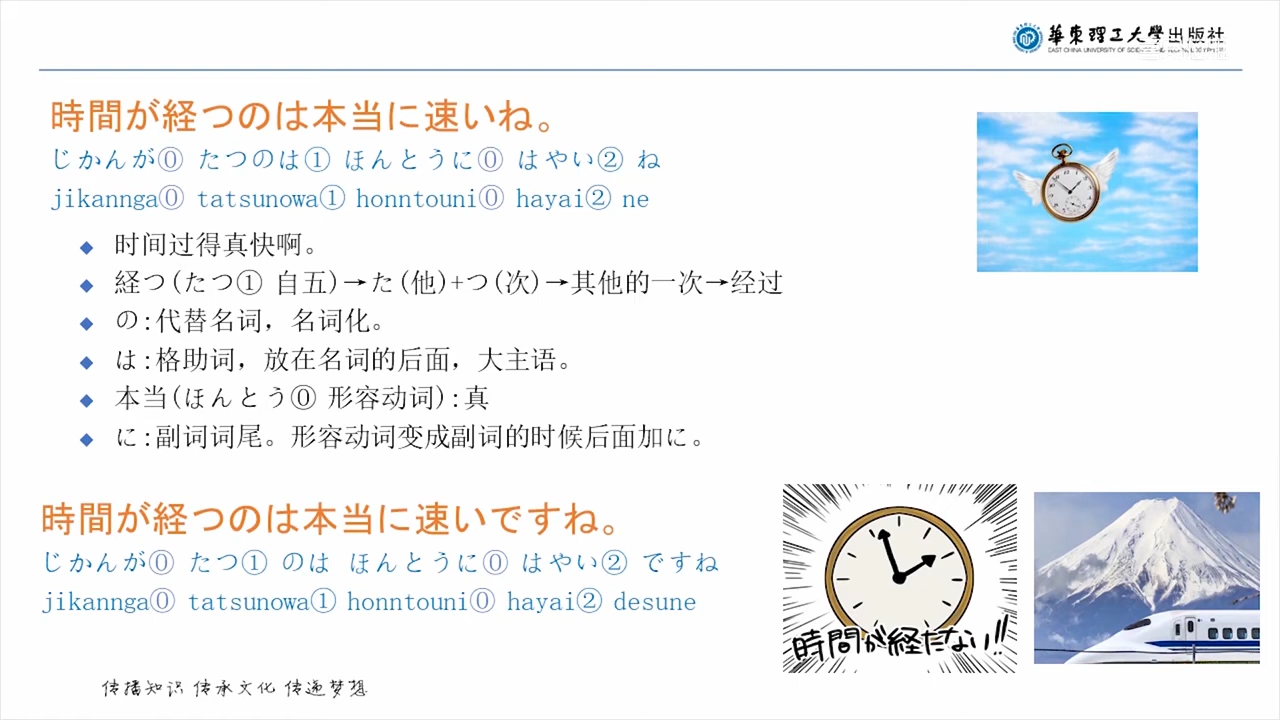 華東理工大學出版社
時間が経つのは本当に速いね。
じかんが⓪ たつのは① ほんとうに⓪ はやい② ね
jikannga⓪ tatsunowa① honntouni⓪ hayai② ne
◆ 时间过得真快啊。
◆ 経つ(たつ① 自五)→た(他)+つ(次)→其他的一次→经过
◆ の:代替名词，名词化。
◆ は:格助词，放在名词的后面，大主语。
◆ 本当(ほんとう⓪ 形容动词):真
◆ に:副词词尾。形容动词变成副词的时候后面加に。
時間が経つのは本当に速いですね。
じかんが⓪ たつ① のは ほんとうに⓪ はやい② ですね
jikannga⓪ tatsunowa① honntouni⓪ hayai② desune
時間が経たない!!
传播知识 传承文化 传递梦想